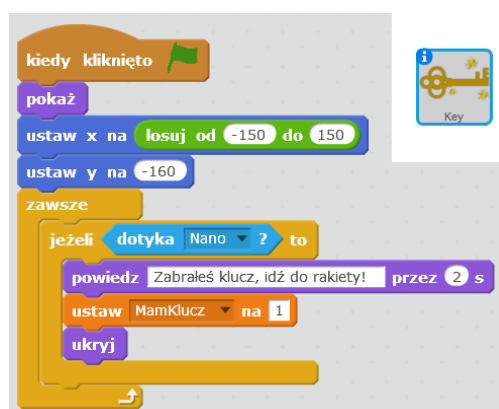 kiedy kliknięto
pokaż
ustaw x na losuj od -150 do 150
ustaw y na -160
zawsze
jeżeli dotyka Nano ? to
powiedz Zabrałeś klucz, idź do rakiety! przez 2 s
ustaw MamKlucz na 1
ukryj
i
Key